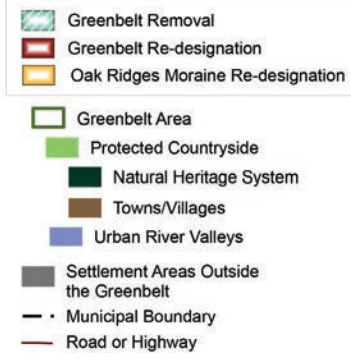 Greenbelt Removal
Greenbelt Re-designation
Oak Ridges Moraine Re-designation
Greenbelt Area
Protected Countryside
Natural Heritage System
Towns/Villages
Urban River Valleys
Settlement Areas Outside
the Greenbelt
Municipal Boundary
Road or Highway